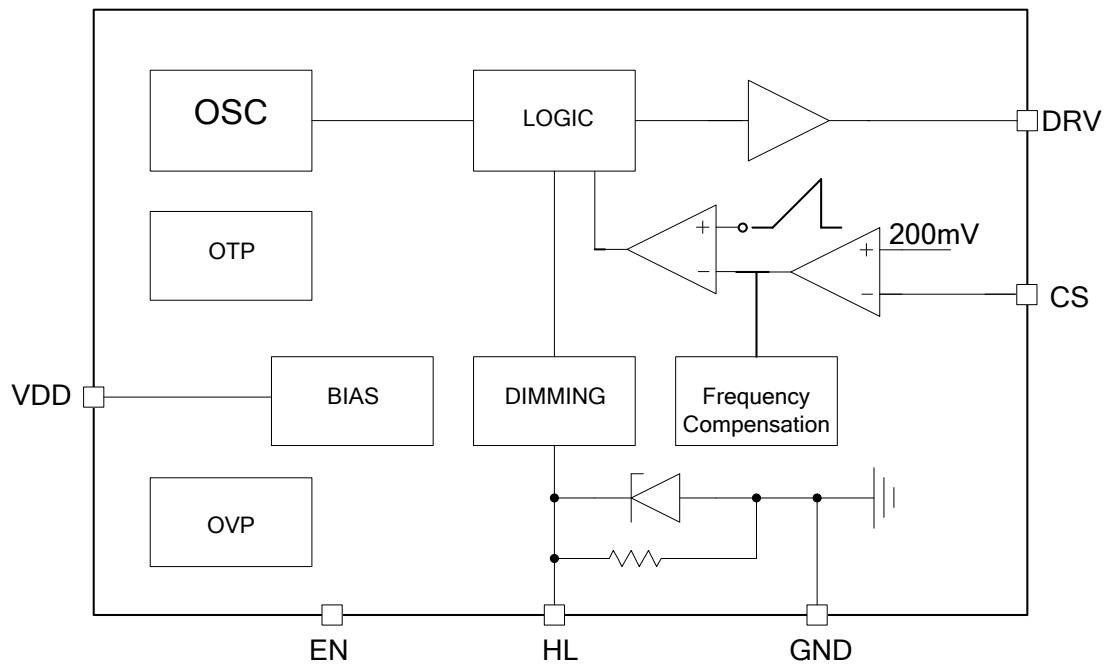 OSC
LOGIC
DRV
OTP
+
−
200mV
+
−
CS
VDD
BIAS
DIMMING
Frequency
Compensation
OVP
EN
HL
GND